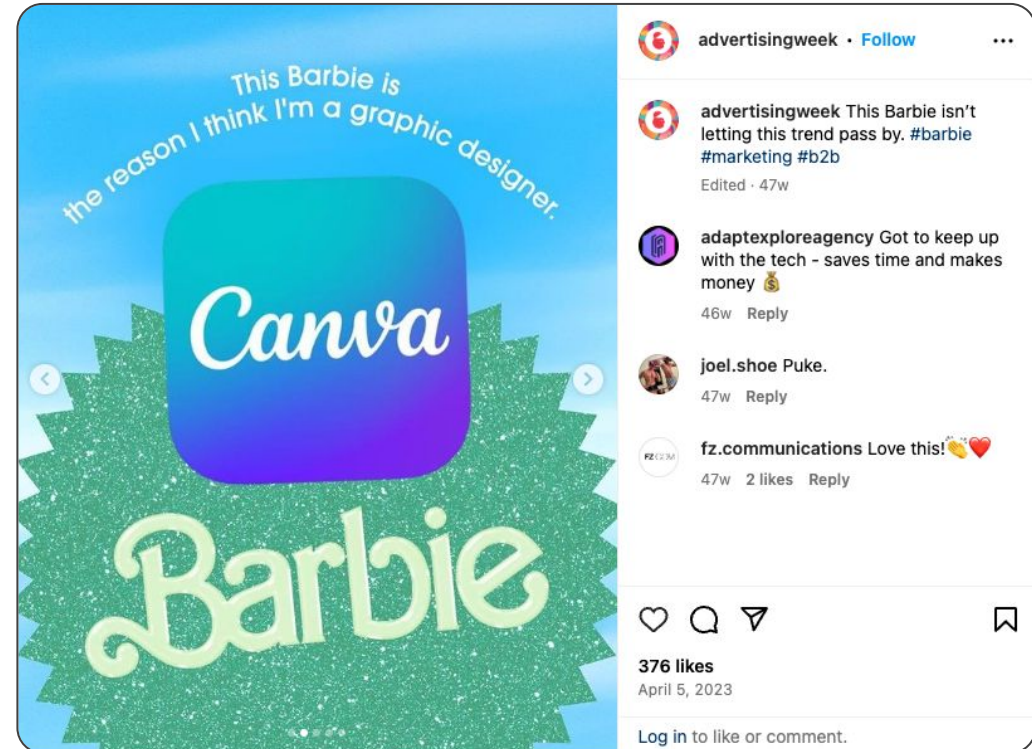 This Barbie is
the reason I think I'm a graphic designer.
Canva
Barbie
advertisingweek • Follow
advertisingweek This Barbie isn't
letting this trend pass by. #barbie
#marketing #b2b
Edited · 47w
adaptexploreagency Got to keep up
with the tech - saves time and makes
money 💰
46w Reply
joel.shoe Puke.
47w Reply
FZ COM
fz.communications Love this!👏❤️
47w 2 likes Reply
376 likes
April 5, 2023
Log in to like or comment.